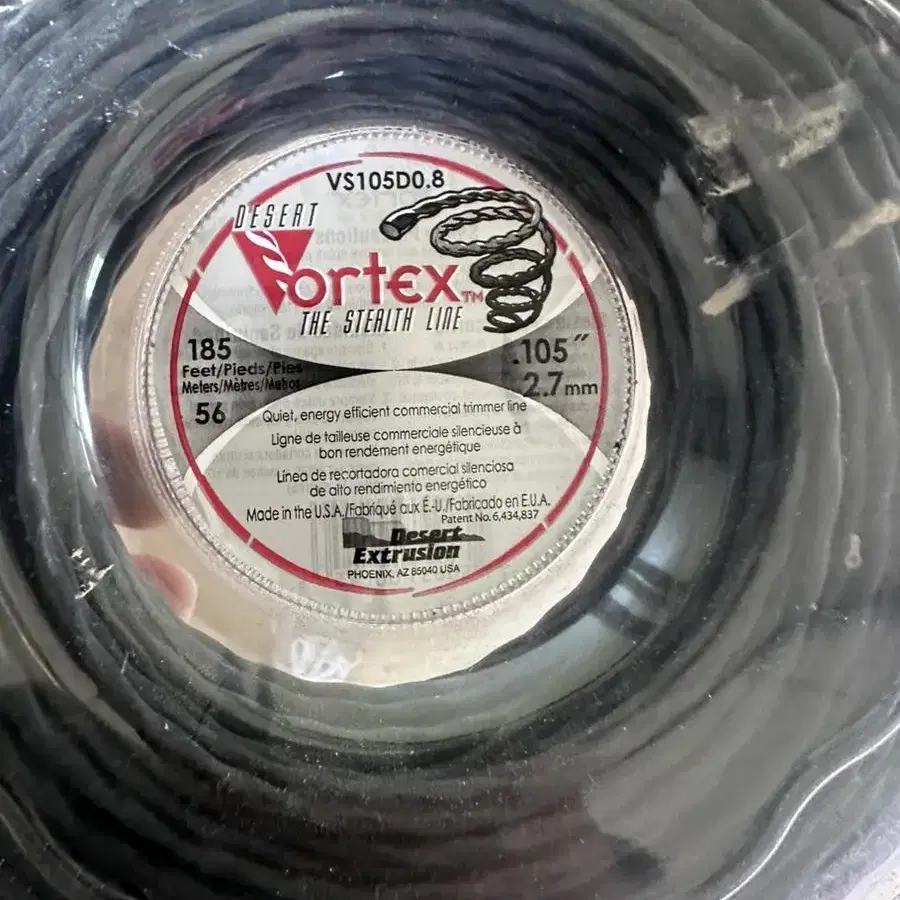 VS105D0.8
DESERT
Vortex™
THE STEALTH LINE
185
Feet/Pieds/Pies
Meters/Mètres/Metros
56
.105"
2.7mm
Quiet, energy efficient commercial trimmer line
Ligne de tailleuse commerciale silencieuse à
bon rendement energétique
Línea de recortadora comercial silenciosa
de alto rendimiento energético
Made in the U.S.A./Fabriqué aux É.-U./Fabricado en E.U.A.
Patent No. 6,434,837
Desert
Extrusion
PHOENIX, AZ 85040 USA